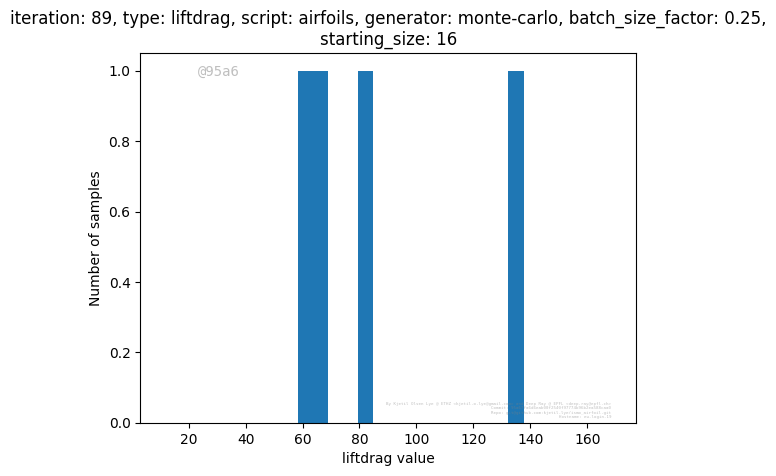 iteration: 89, type: liftdrag, script: airfoils, generator: monte-carlo, batch_size_factor: 0.25,
starting_size: 16
@95a6
1.0
0.8
0.6
0.4
0.2
0.0
Number of samples
20 40 60 80 100 120 140 160
liftdrag value